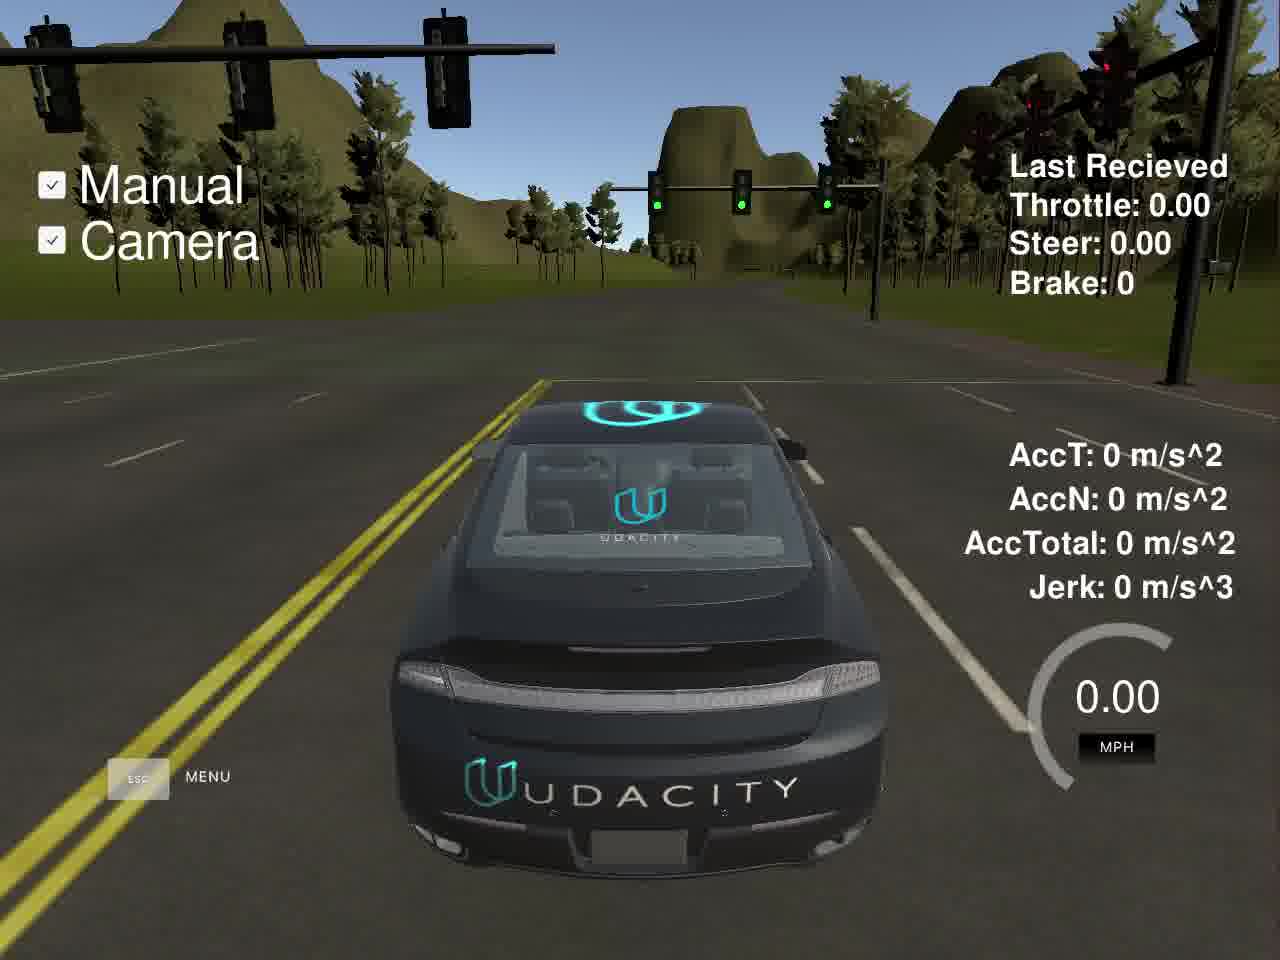 Manual
Camera
Last Recieved
Throttle: 0.00
Steer: 0.00
Brake: 0
AccT: 0 m/s^2
AccN: 0 m/s^2
AccTotal: 0 m/s^2
Jerk: 0 m/s^3
0.00
MPH
ESC MENU
UDACITY
UDACITY